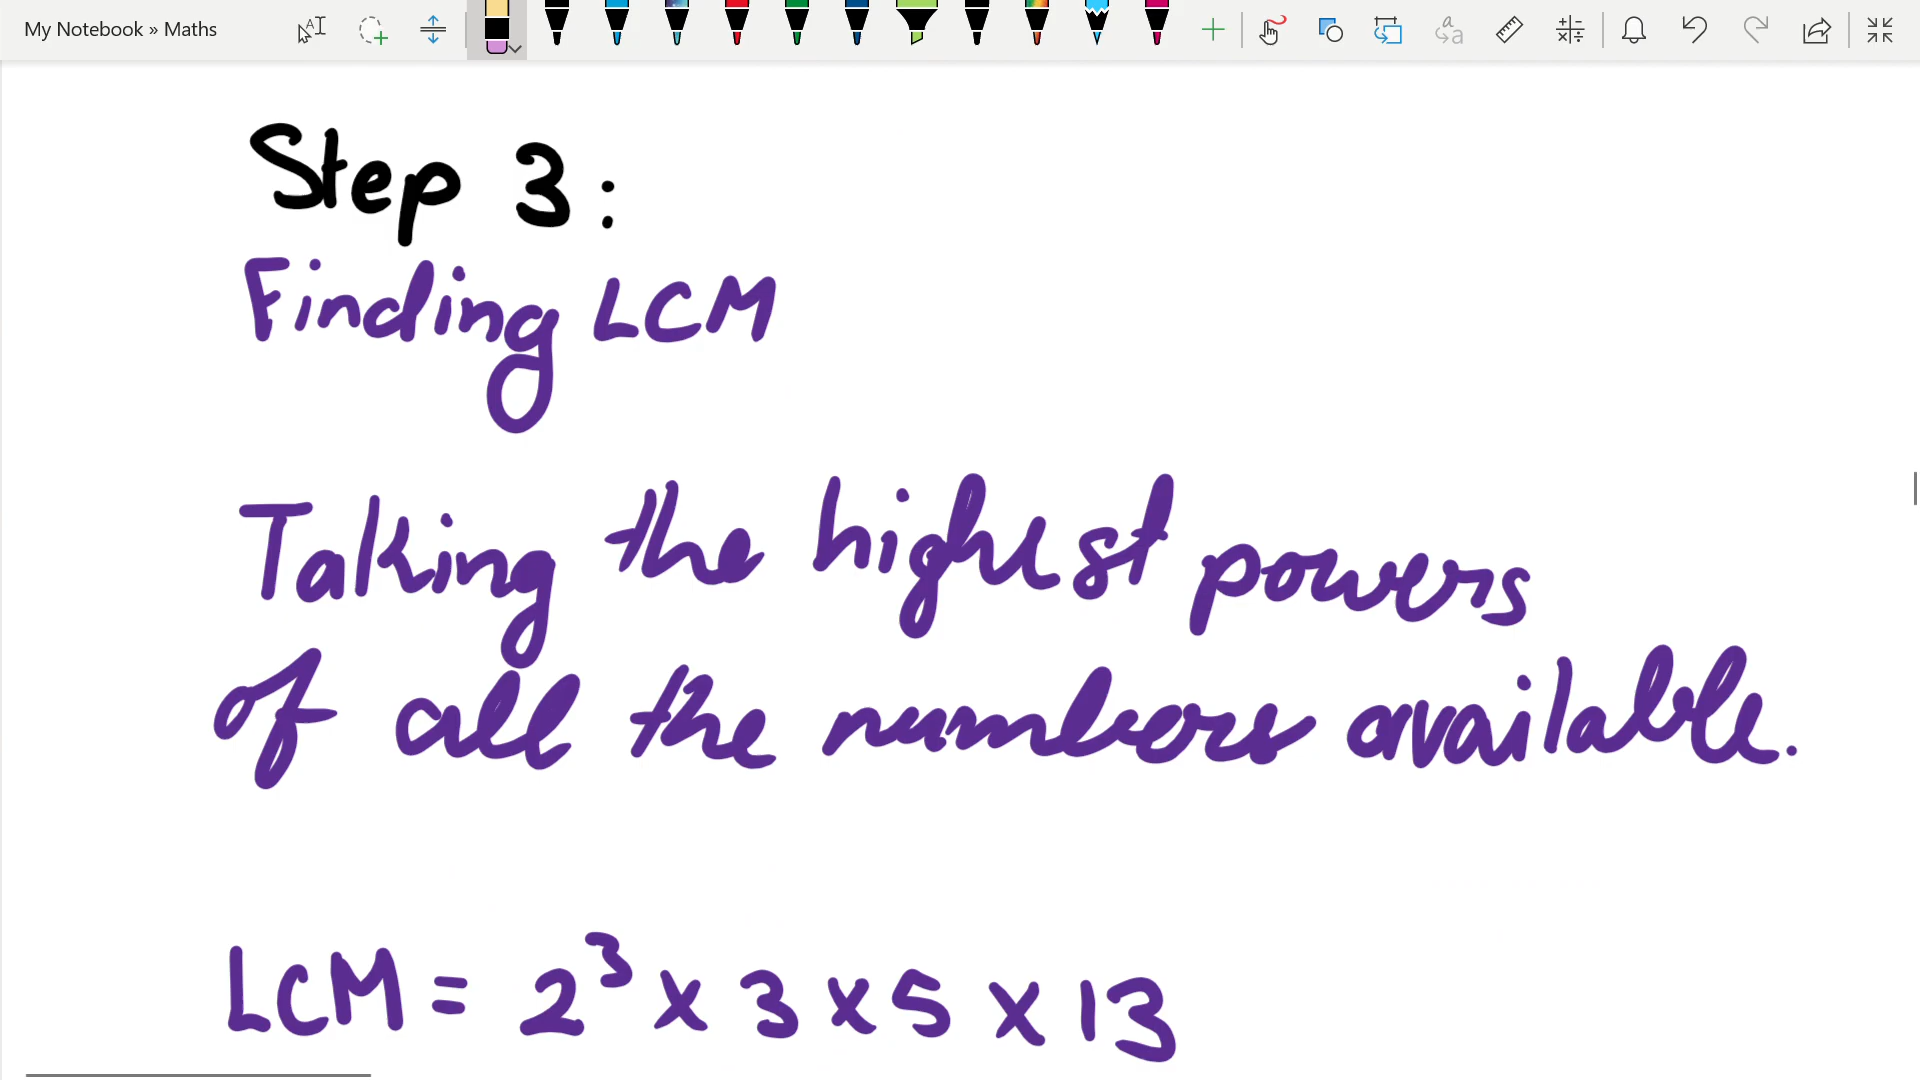 My Notebook » Maths
Step 3:
Finding LCM
Taking the highest powers
of all the numbers available.
LCM = 2³ x 3 x 5 x 13